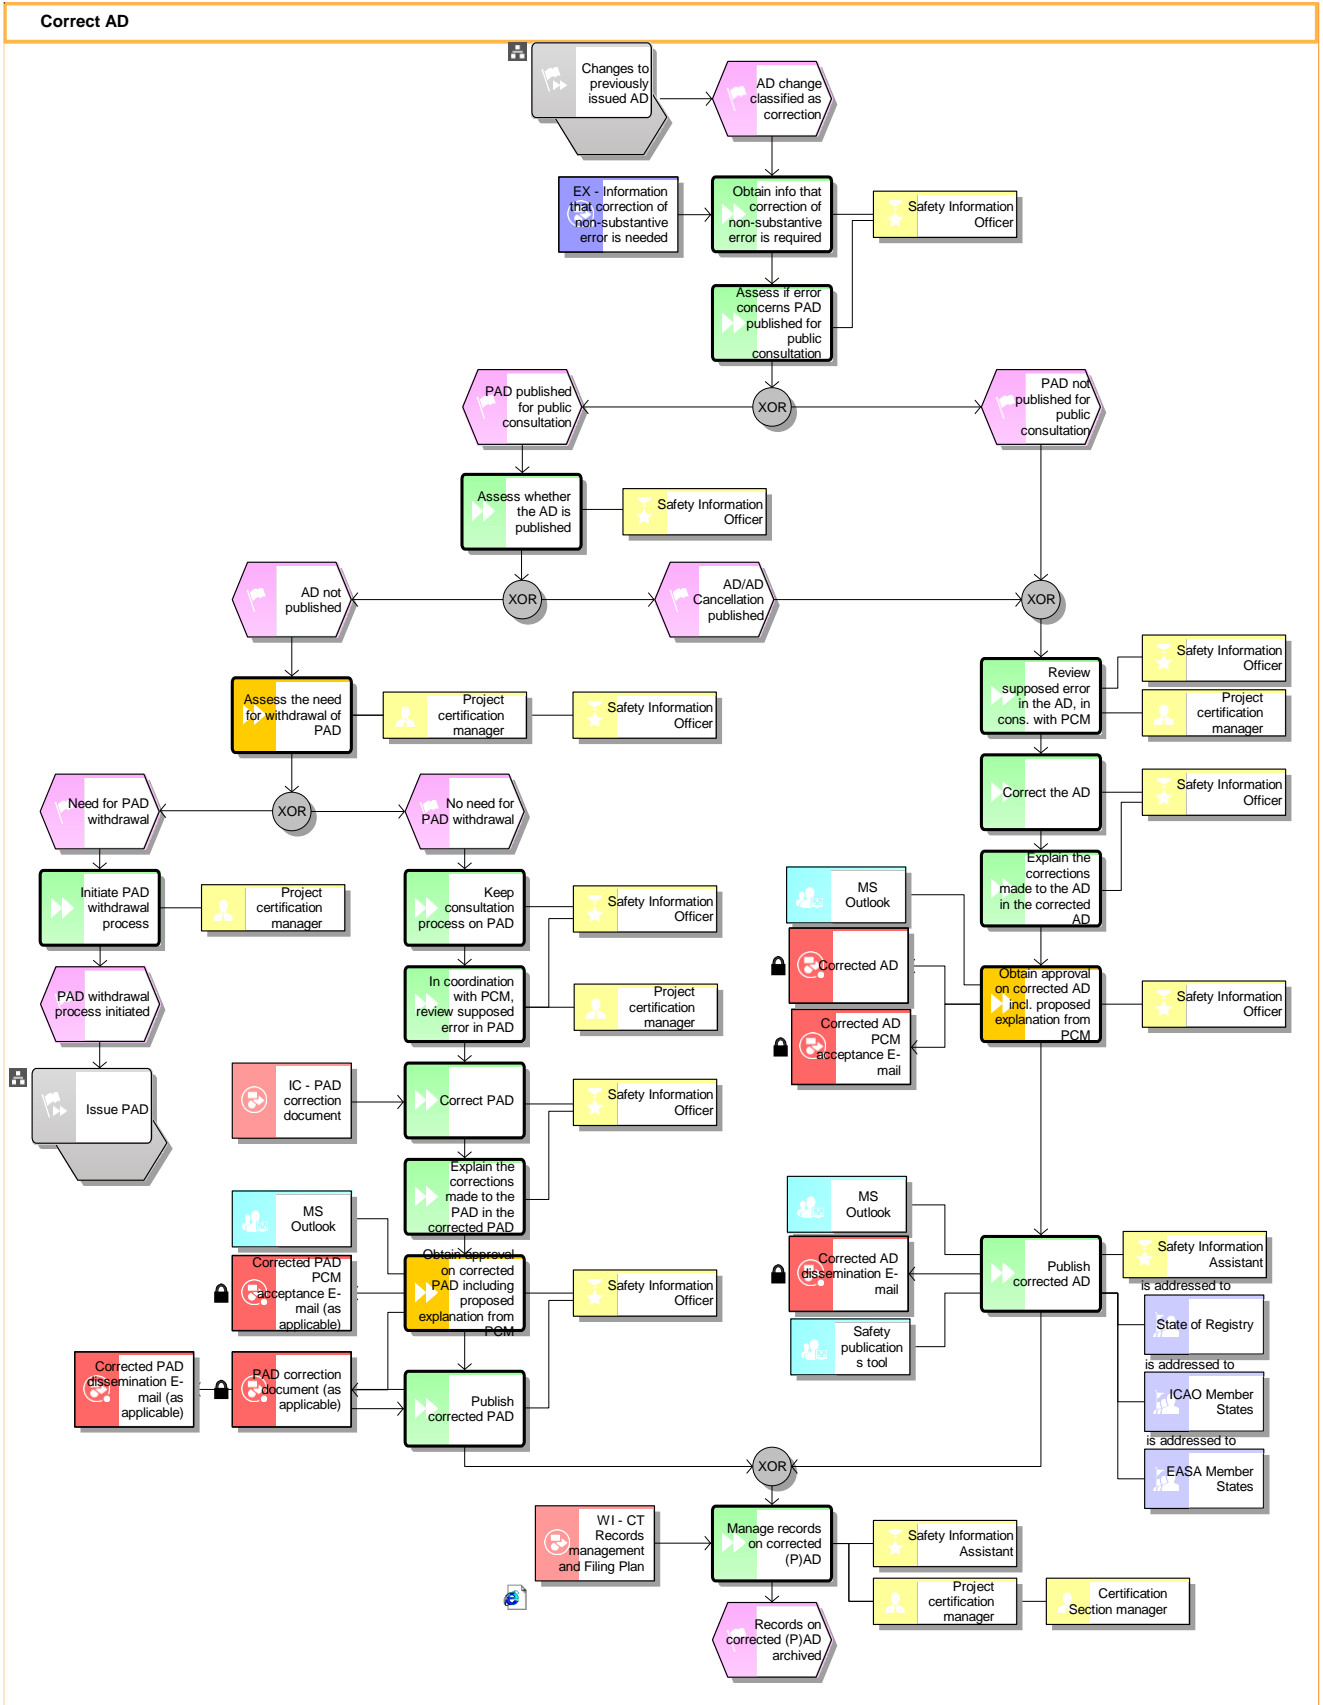 Correct AD
Changes to
previously
issued AD
AD change
classified as
correction
EX - Information
that correction of
non-substantive
error is needed
Obtain info that
correction of
non-substantive
error is required
Safety Information
Officer
Assess if error
concerns PAD
published for
public
consultation
PAD published
for public
consultation
XOR
PAD not
published for
public
consultation
Assess whether
the AD is
published
Safety Information
Officer
AD not
published
XOR
AD/AD
Cancellation
published
XOR
Assess the need
for withdrawal of
PAD
Project
certification
manager
Safety Information
Officer
Review
supposed error
in the AD, in
cons. with PCM
Safety Information
Officer
Project
certification
manager
Need for PAD
withdrawal
XOR
No need for
PAD withdrawal
Correct the AD
Safety Information
Officer
Initiate PAD
withdrawal
process
Project
certification
manager
Keep
consultation
process on PAD
Safety Information
Officer
MS
Outlook
Explain the
corrections
made to the AD
in the corrected
AD
PAD withdrawal
process initiated
In coordination
with PCM,
review supposed
error in PAD
Project
certification
manager
Corrected AD
Corrected AD
PCM
acceptance E-
mail
Obtain approval
on corrected AD
incl. proposed
explanation from
PCM
Safety Information
Officer
Issue PAD
IC - PAD
correction
document
Correct PAD
Safety Information
Officer
Explain the
corrections
made to the
PAD in the
corrected PAD
MS
Outlook
MS
Outlook
Corrected PAD
PCM
acceptance E-
mail (as
applicable)
Obtain approval
on corrected
PAD including
proposed
explanation from
PCM
Safety Information
Officer
Corrected AD
dissemination E-
mail
Publish
corrected AD
Safety Information
Assistant
is addressed to
State of Registry
Safety
publication
s tool
is addressed to
ICAO Member
States
is addressed to
EASA Member
States
Corrected PAD
dissemination E-
mail (as
applicable)
PAD correction
document (as
applicable)
Publish
corrected PAD
XOR
WI - CT
Records
management
and Filing Plan
Manage records
on corrected
(P)AD
Safety Information
Assistant
Project
certification
manager
Certification
Section manager
Records on
corrected (P)AD
archived